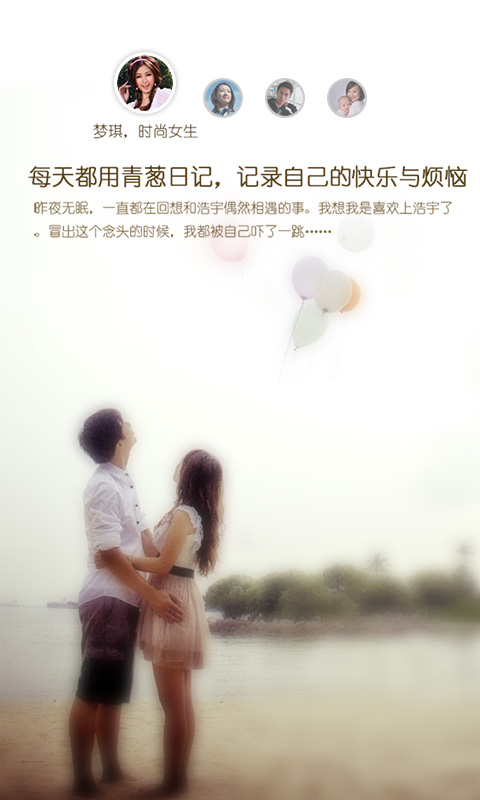 梦琪，时尚女生
每天都用青葱日记，记录自己的快乐与烦恼
昨夜无眠，一直都在回想和浩宇偶然相遇的事。我想我是喜欢上浩宇了
。冒出这个念头的时候，我都被自己吓了一跳······